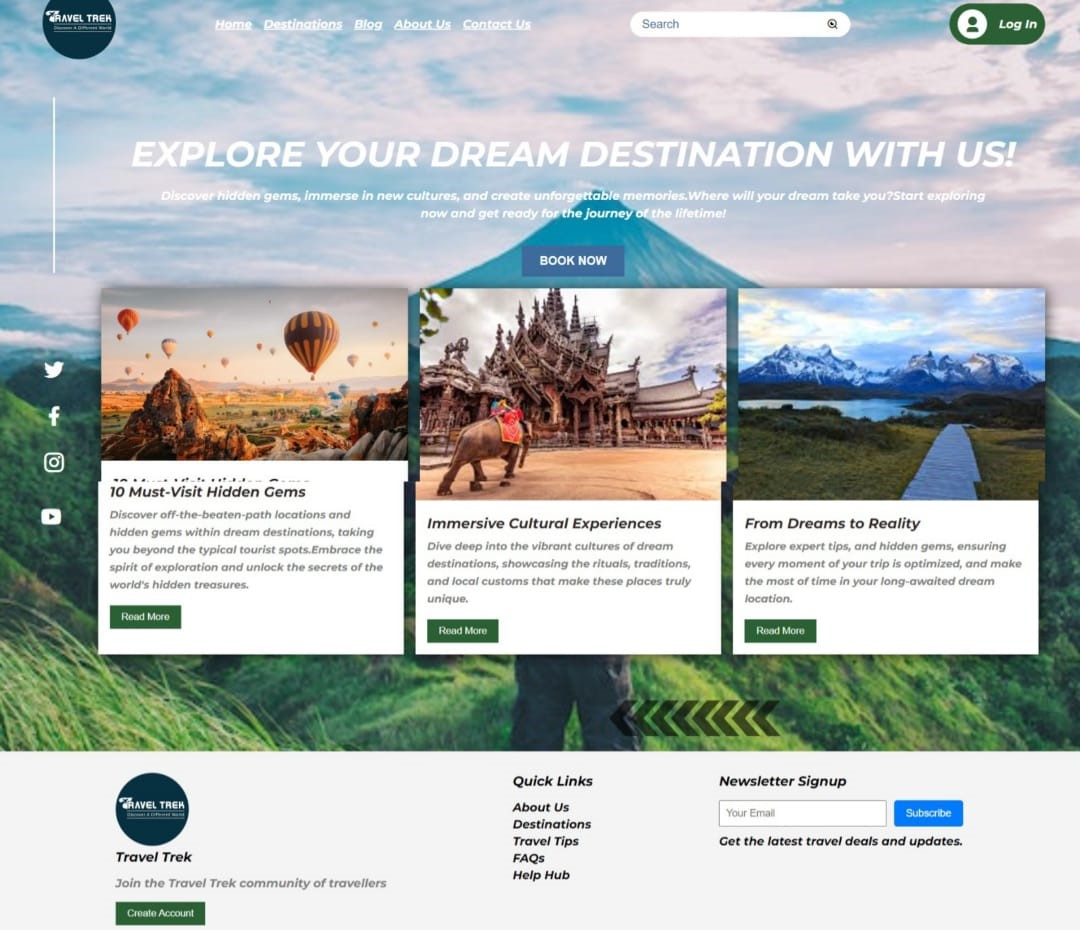 TRAVEL TREK
Discover A Different World
Home Destinations Blog About Us Contact Us
Search
Log In
EXPLORE YOUR DREAM DESTINATION WITH US!
Discover hidden gems, immerse in new cultures, and create unforgettable memories.Where will your dream take you?Start exploring
now and get ready for the journey of the lifetime!
BOOK NOW
10 Must-Visit Hidden Gems
10 Must-Visit Hidden Gems
Discover off-the-beaten-path locations and
hidden gems within dream destinations, taking
you beyond the typical tourist spots.Embrace the
spirit of exploration and unlock the secrets of the
world's hidden treasures.
Read More
Immersive Cultural Experiences
Dive deep into the vibrant cultures of dream
destinations, showcasing the rituals, traditions,
and local customs that make these places truly
unique.
Read More
From Dreams to Reality
Explore expert tips, and hidden gems, ensuring
every moment of your trip is optimized, and make
the most of time in your long-awaited dream
location.
Read More
TRAVEL TREK
Discover A Different World
Travel Trek
Join the Travel Trek community of travellers
Create Account
Quick Links
About Us
Destinations
Travel Tips
FAQs
Help Hub
Newsletter Signup
Your Email
Subscribe
Get the latest travel deals and updates.